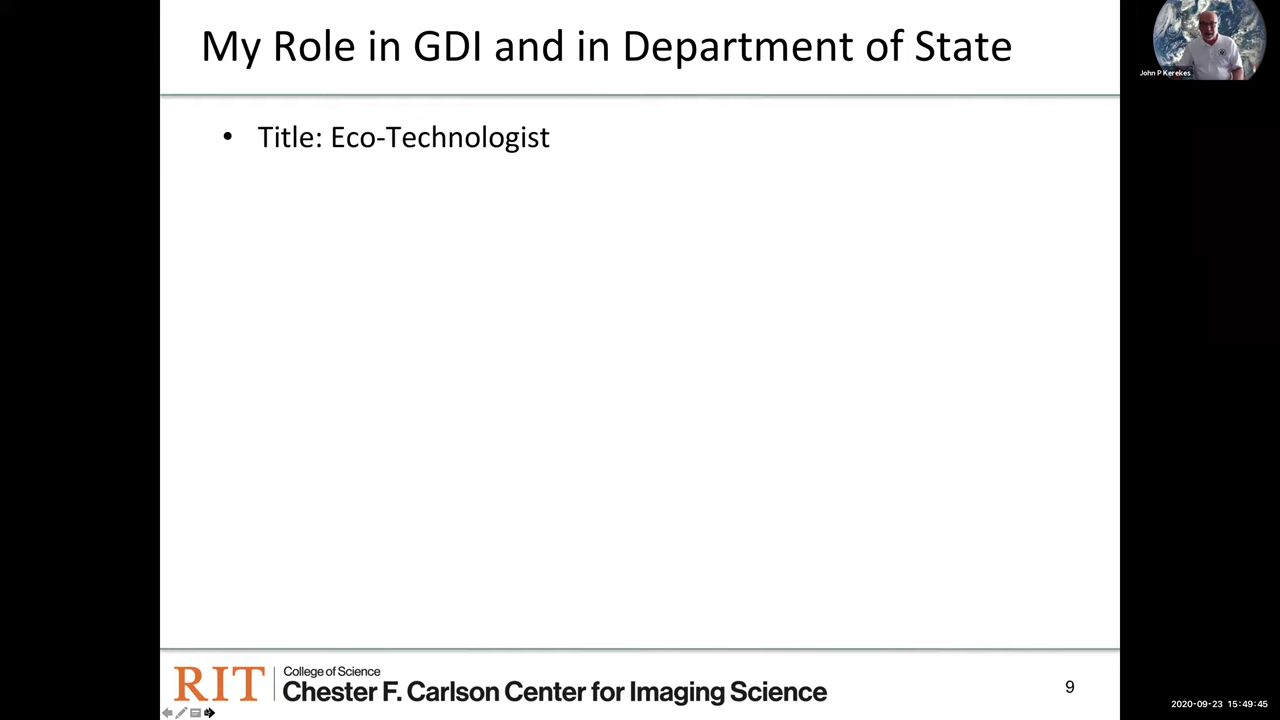 My Role in GDI and in Department of State
John P Kerekes
• Title: Eco-Technologist
RIT
College of Science
Chester F. Carlson Center for Imaging Science
9
2020-09-23 15:49:45